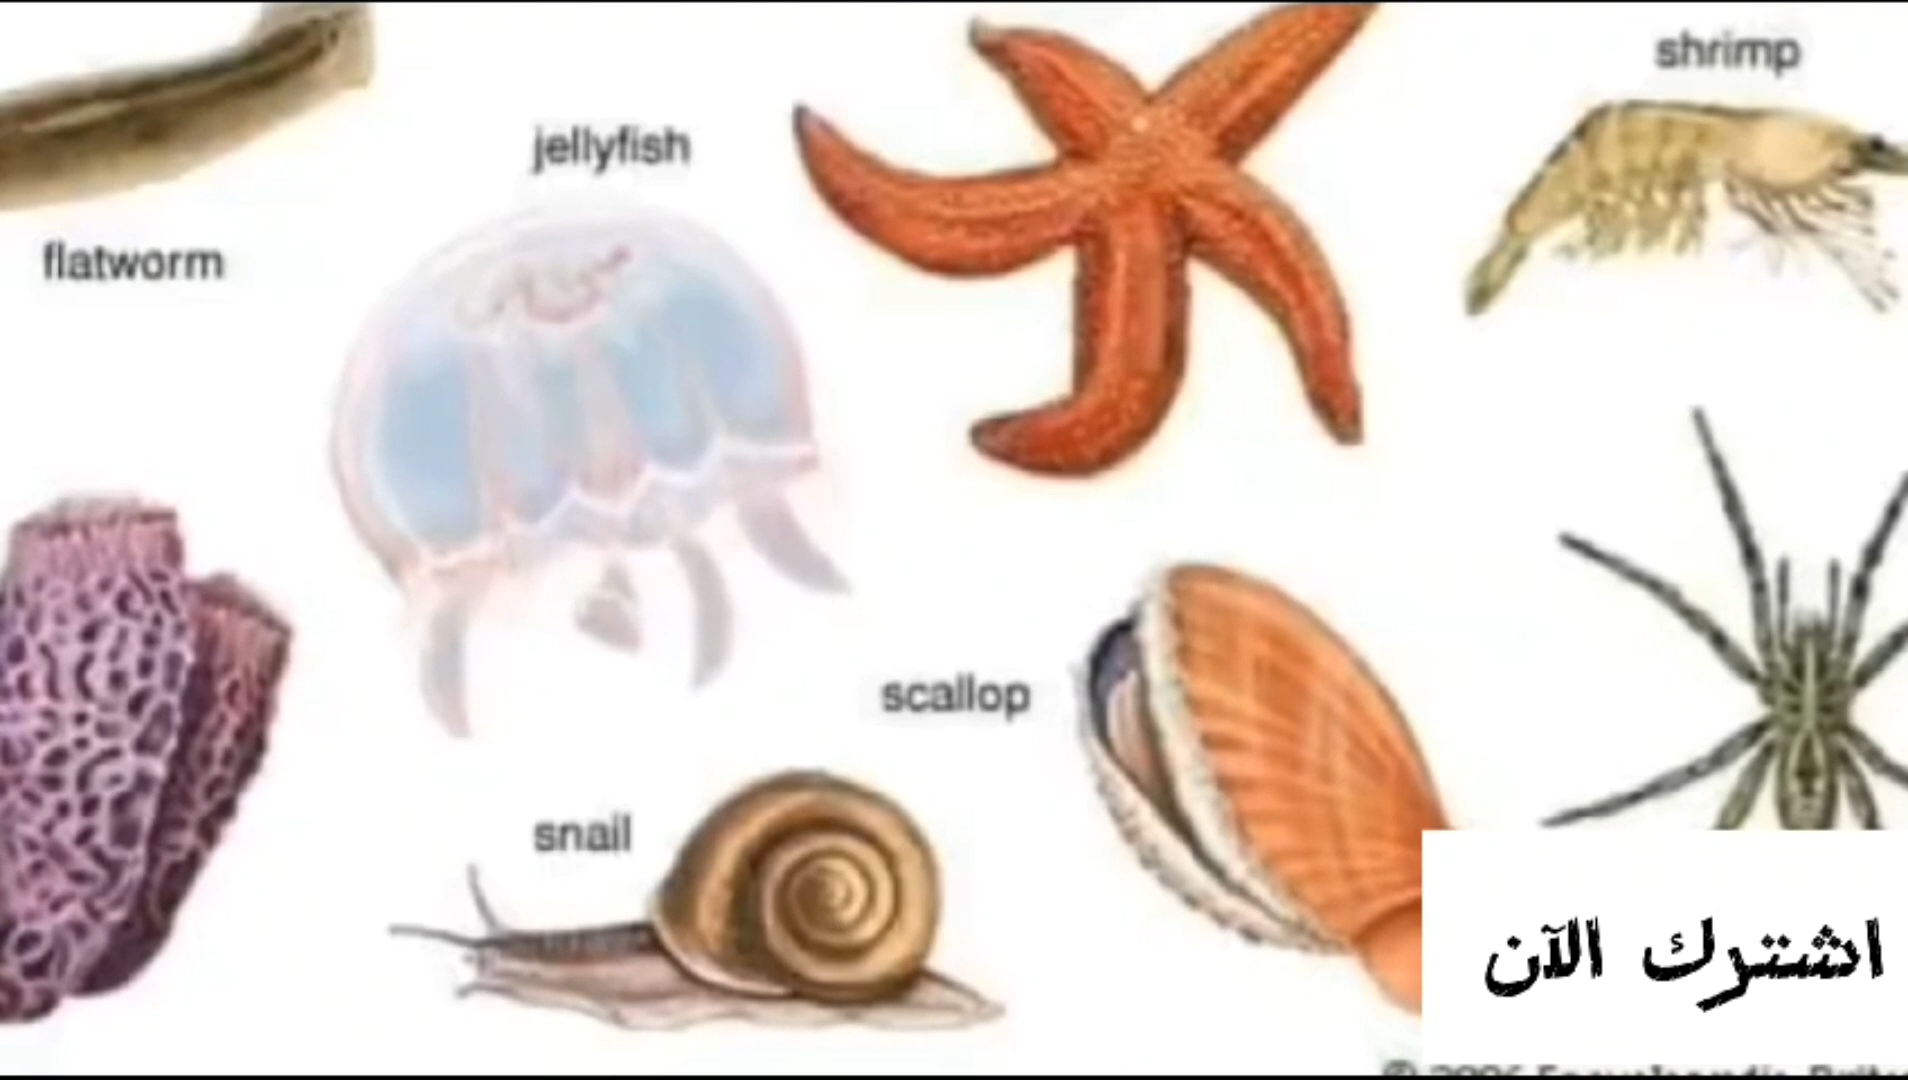 shrimp
jellyfish
flatworm
scallop
snail
اشترك الآن